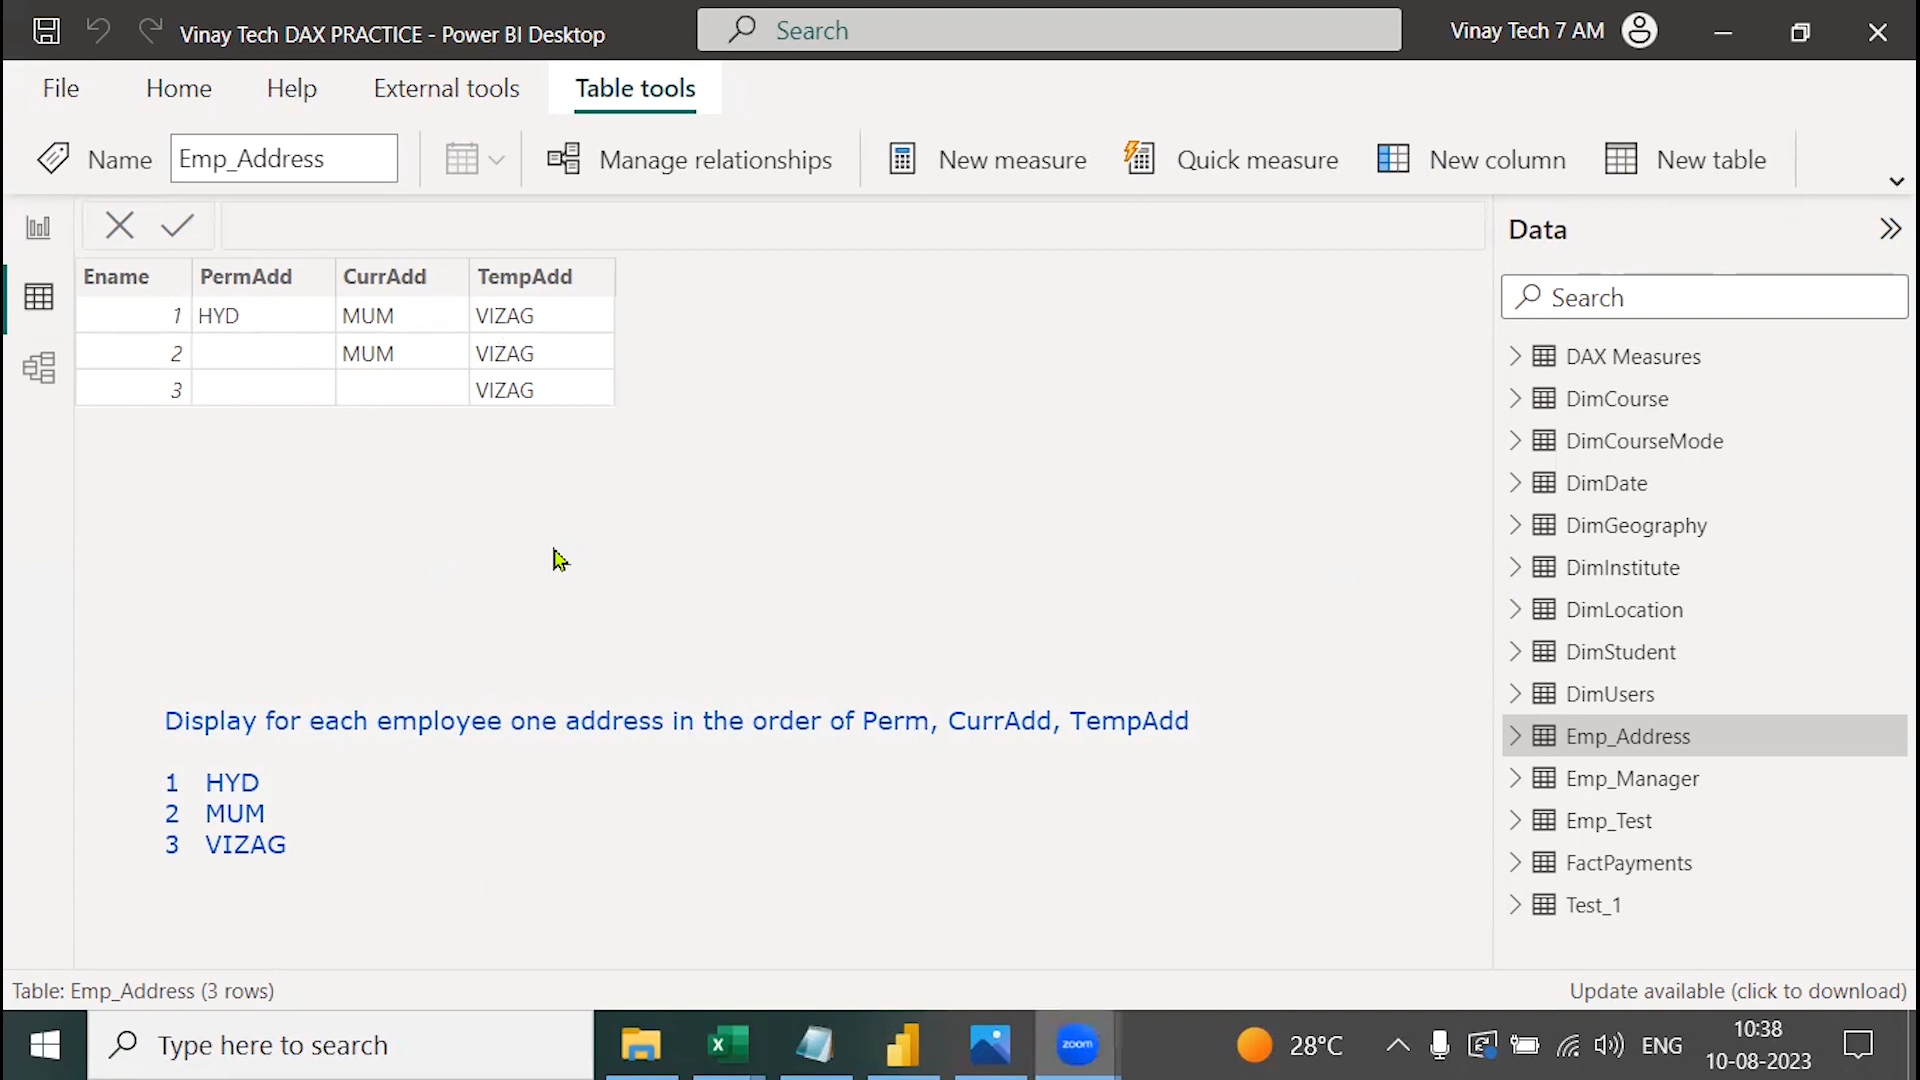 Vinay Tech DAX PRACTICE - Power BI Desktop
Search
Vinay Tech 7 AM
File
Home
Help
External tools
Table tools
Name
Emp_Address
Manage relationships
New measure
Quick measure
New column
New table
Ename PermAdd CurrAdd TempAdd
1 HYD MUM VIZAG
2 MUM VIZAG
3 VIZAG
Display for each employee one address in the order of Perm, CurrAdd, TempAdd
1 HYD
2 MUM
3 VIZAG
Data
Search
DAX Measures
DimCourse
DimCourseMode
DimDate
DimGeography
DimInstitute
DimLocation
DimStudent
DimUsers
Emp_Address
Emp_Manager
Emp_Test
FactPayments
Test_1
Table: Emp_Address (3 rows)
Update available (click to download)
Type here to search
zoom
28°C
ENG
10:38
10-08-2023